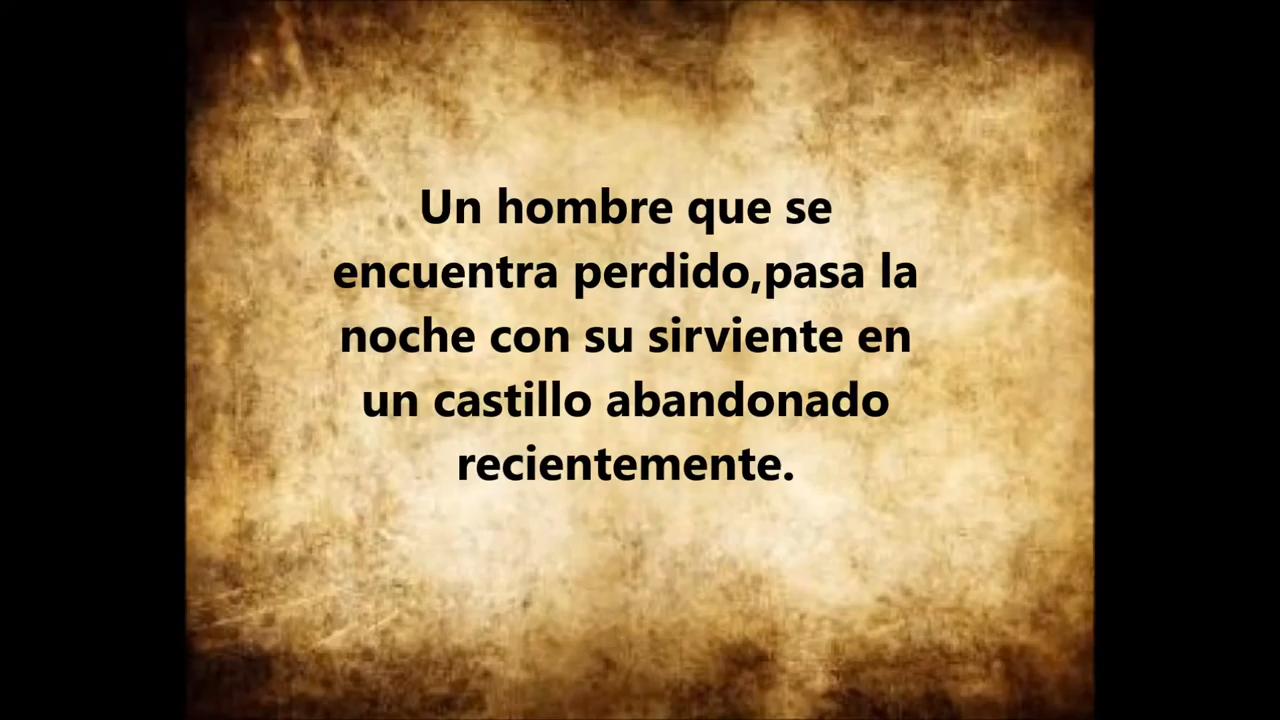 Un hombre que se
encuentra perdido,pasa la
noche con su sirviente en
un castillo abandonado
recientemente.